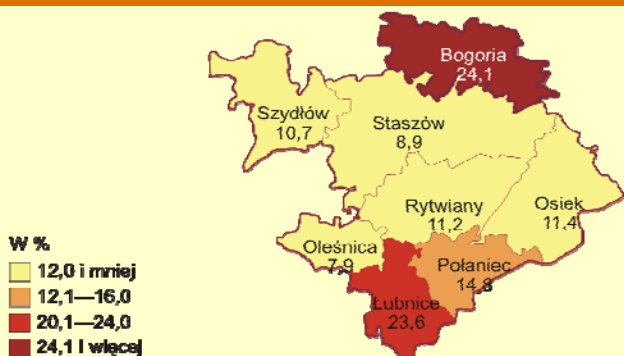 Bogoria
24,1
Szydłów
10,7
Staszów
8,9
Rytwiany
11,2
Osiek
11,4
Oleśnica
7,9
Połaniec
14,8
Łubnice
23,6
W %
12,0 i mniej
12,1—16,0
20,1—24,0
24,1 i więcej